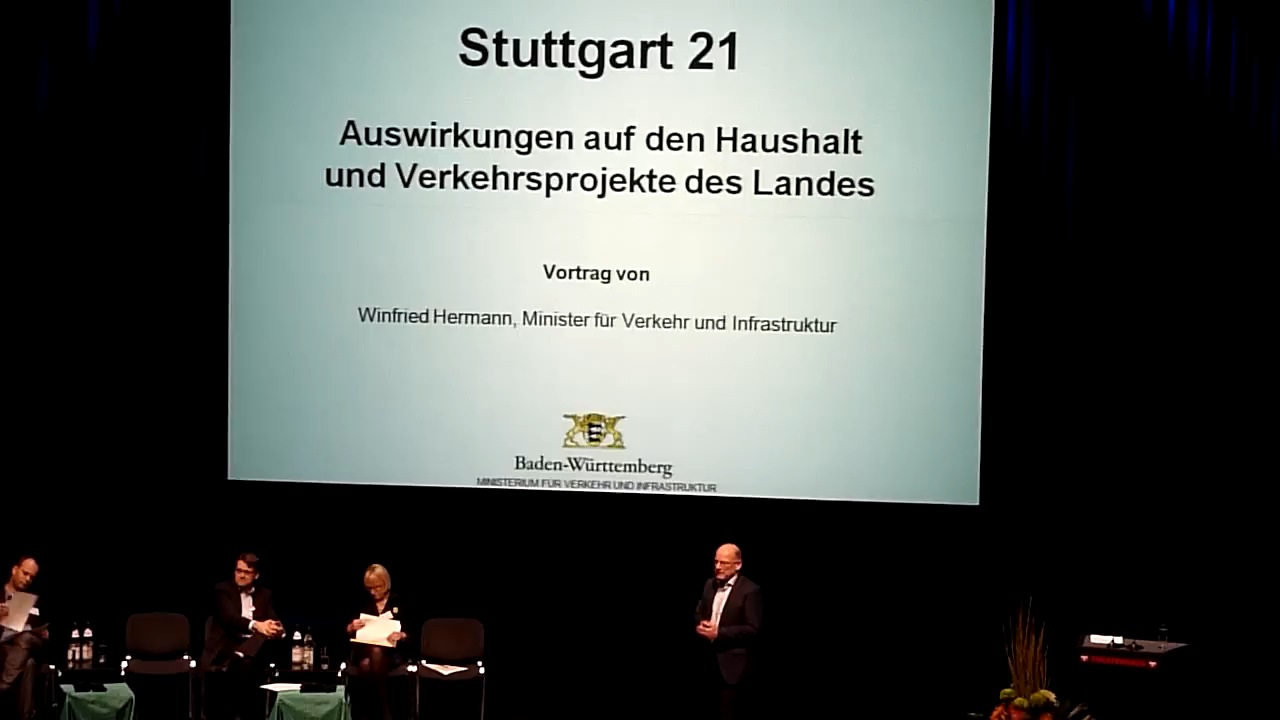 Stuttgart 21
Auswirkungen auf den Haushalt
und Verkehrsprojekte des Landes
Vortrag von
Winfried Hermann, Minister für Verkehr und Infrastruktur
Baden-Württemberg
MINISTERIUM FÜR VERKEHR UND INFRASTRUKTUR